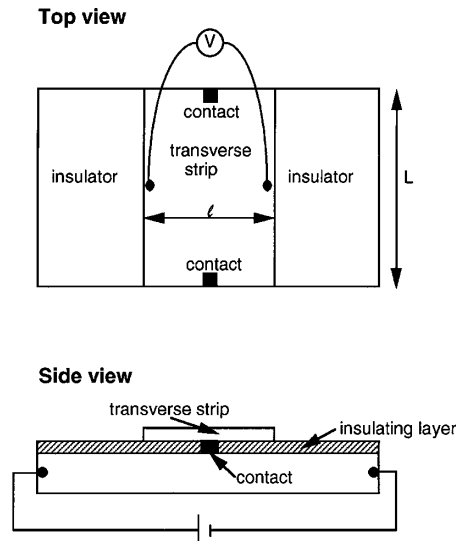 Top view
V
contact
transverse
strip
insulator
insulator
L
ℓ
contact
Side view
transverse strip
insulating layer
contact